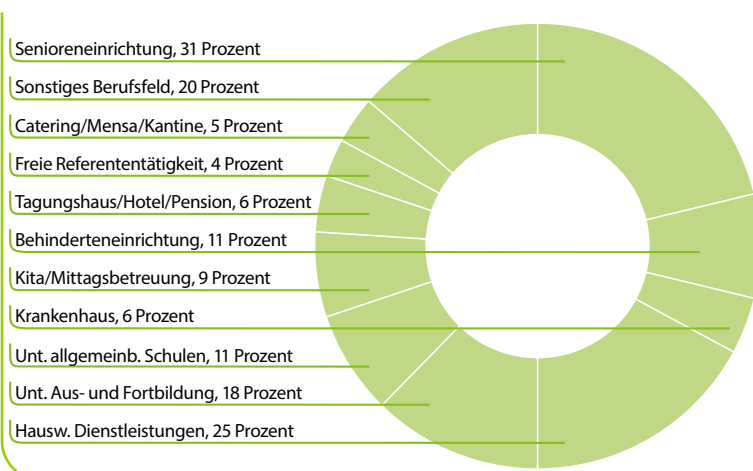 Senioreneinrichtung, 31 Prozent
Sonstiges Berufsfeld, 20 Prozent
Catering/Mensa/Kantine, 5 Prozent
Freie Referententätigkeit, 4 Prozent
Tagungshaus/Hotel/Pension, 6 Prozent
Behinderteneinrichtung, 11 Prozent
Kita/Mittagsbetreuung, 9 Prozent
Krankenhaus, 6 Prozent
Unt. allgemeinb. Schulen, 11 Prozent
Unt. Aus- und Fortbildung, 18 Prozent
Hausw. Dienstleistungen, 25 Prozent